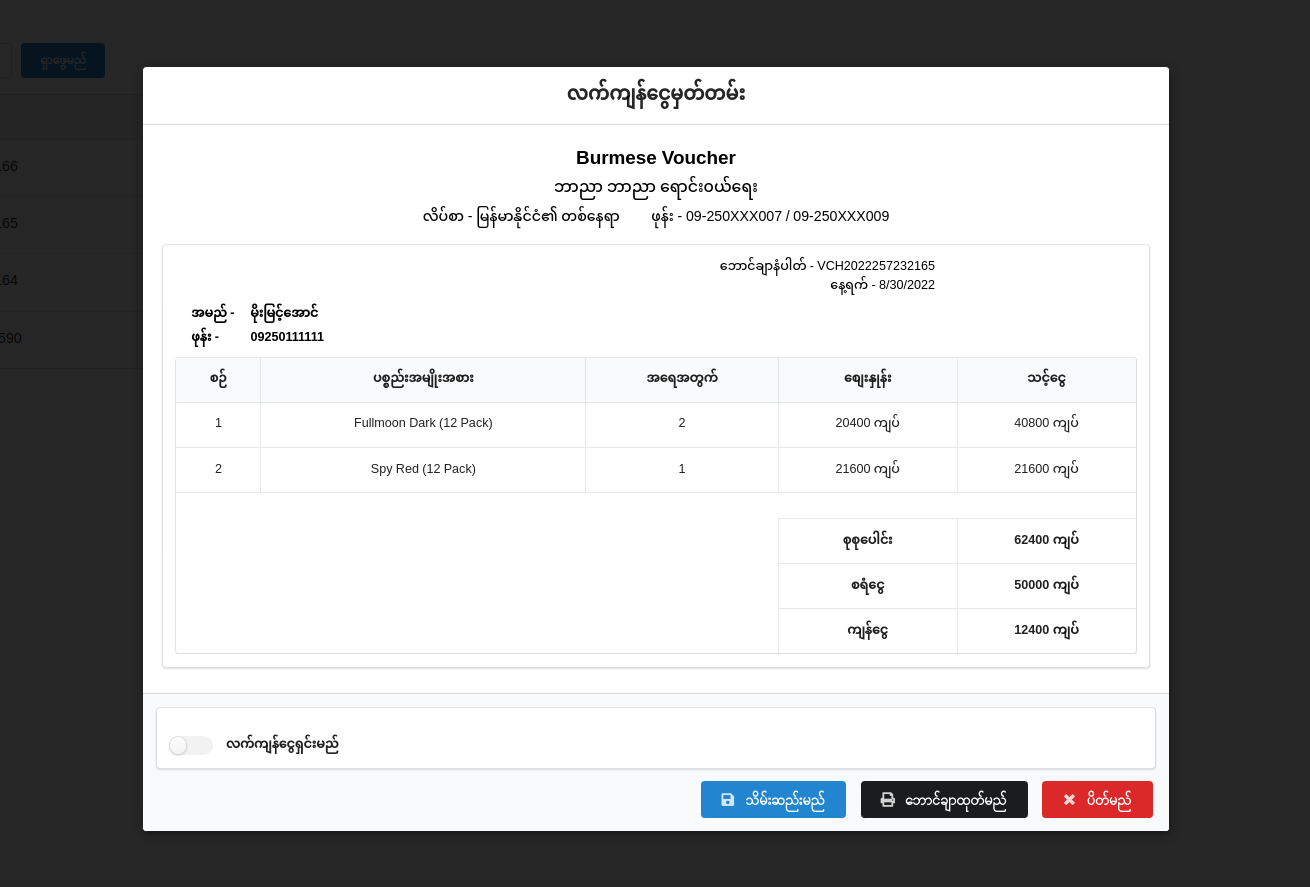 ရှာဖွေမည်
လက်ကျန်ငွေမှတ်တမ်း
166
165
164
590
Burmese Voucher
ဘာညာ ဘာညာ ရောင်းဝယ်ရေး
လိပ်စာ - မြန်မာနိုင်ငံ၏ တစ်နေရာ ဖုန်း - 09-250XXX007 / 09-250XXX009
ဘောင်ချာနံပါတ် - VCH2022257232165
နေ့ရက် - 8/30/2022
အမည် - မိုးမြင့်အောင်
ဖုန်း - 09250111111
စဉ် ပစ္စည်းအမျိုးအစား အရေအတွက် ဈေးနှုန်း သင့်ငွေ
1 Fullmoon Dark (12 Pack) 2 20400 ကျပ် 40800 ကျပ်
2 Spy Red (12 Pack) 1 21600 ကျပ် 21600 ကျပ်
စုစုပေါင်း 62400 ကျပ်
စရံငွေ 50000 ကျပ်
ကျန်ငွေ 12400 ကျပ်
လက်ကျန်ငွေရှင်းမည်
သိမ်းဆည်းမည် ဘောင်ချာထုတ်မည် ပိတ်မည်